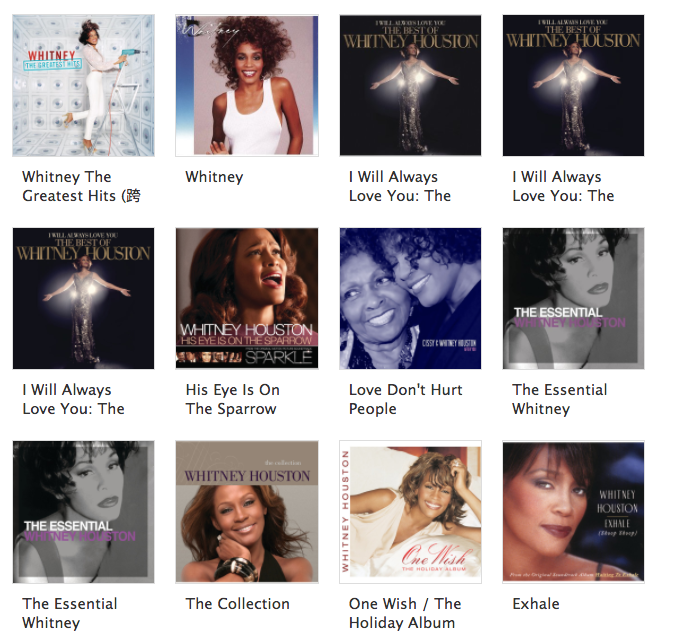 WHITNEY
THE GREATEST HITS
Whitney The
Greatest Hits (跨
Whitney
Whitney
I WILL ALWAYS LOVE YOU
THE BEST OF
WHITNEY HOUSTON
I Will Always
Love You: The
I WILL ALWAYS LOVE YOU
THE BEST OF
WHITNEY HOUSTON
I Will Always
Love You: The
I WILL ALWAYS LOVE YOU
THE BEST OF
WHITNEY HOUSTON
I Will Always
Love You: The
WHITNEY HOUSTON
HIS EYE IS ON THE SPARROW
SPARKLE
His Eye Is On
The Sparrow
CISSY & WHITNEY HOUSTON
Love Don't Hurt
People
THE ESSENTIAL
WHITNEY HOUSTON
The Essential
Whitney
THE ESSENTIAL
WHITNEY HOUSTON
The Essential
Whitney
the collection
WHITNEY HOUSTON
The Collection
WHITNEY HOUSTON
One Wish
THE HOLIDAY ALBUM
One Wish / The
Holiday Album
WHITNEY
HOUSTON
EXHALE
(Shoop Shoop)
From the Original Soundtrack Album Waiting To Exhale
Exhale